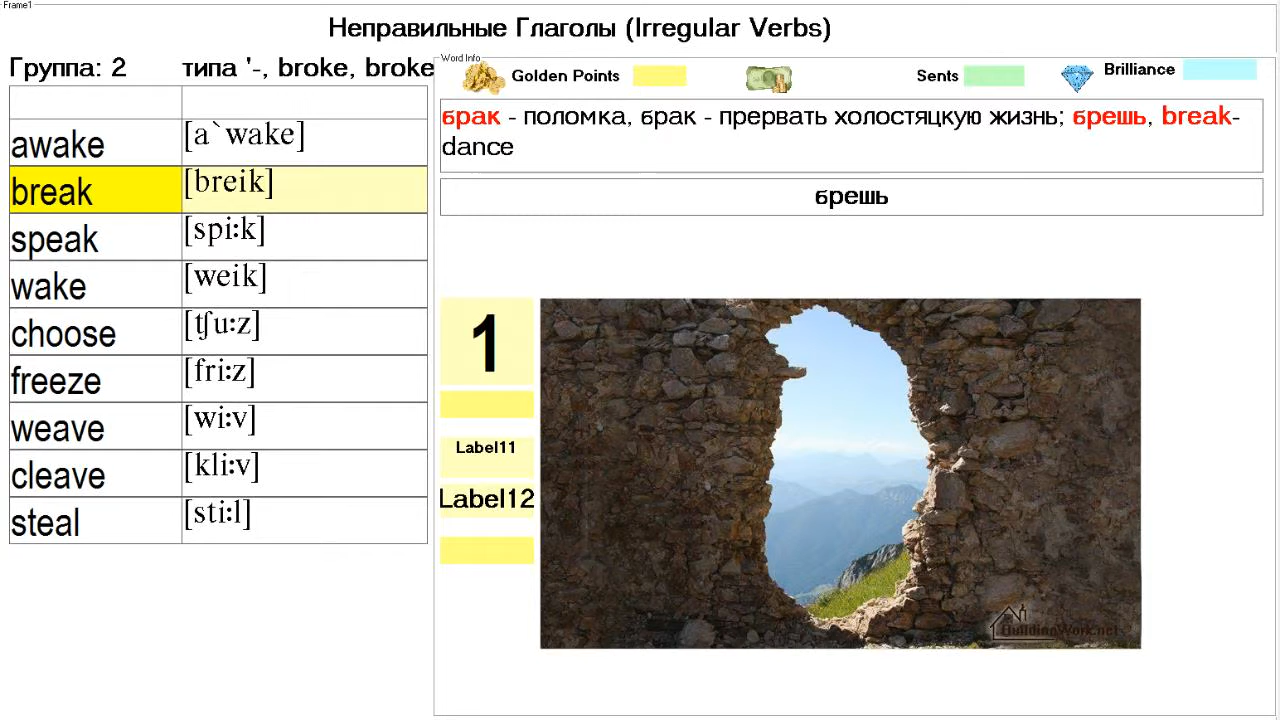 Frame1
Неправильные Глаголы (Irregular Verbs)
Группа: 2 типа '-, broke, broke
Word Info
Golden Points
Sents
Brilliance
брак - поломка, брак - прервать холостяцкую жизнь; брешь, break-
dance
брешь
awake [a`wake]
break [breik]
speak [spi:k]
wake [weik]
choose [ʧu:z]
freeze [fri:z]
weave [wi:v]
cleave [kli:v]
steal [sti:l]
1
Label11
Label12
BuildingWork.net